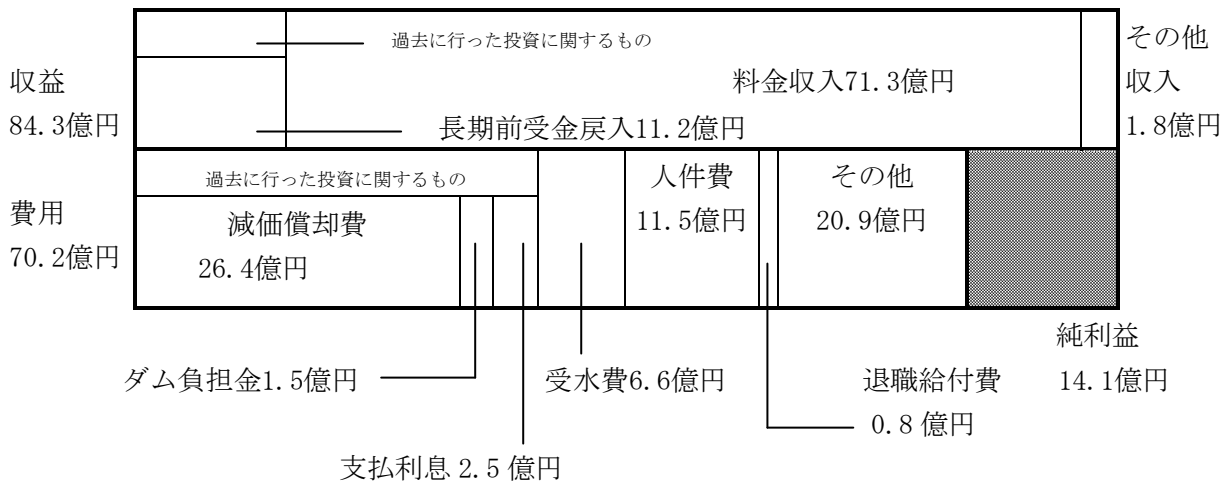 過去に行った投資に関するもの
その他
収入
1.8億円
収益
84.3億円
料金収入71.3億円
長期前受金戻入11.2億円
過去に行った投資に関するもの
費用
70.2億円
減価償却費
26.4億円
人件費
11.5億円
その他
20.9億円
純利益
14.1億円
ダム負担金1.5億円
受水費6.6億円
退職給付費
0.8億円
支払利息 2.5 億円